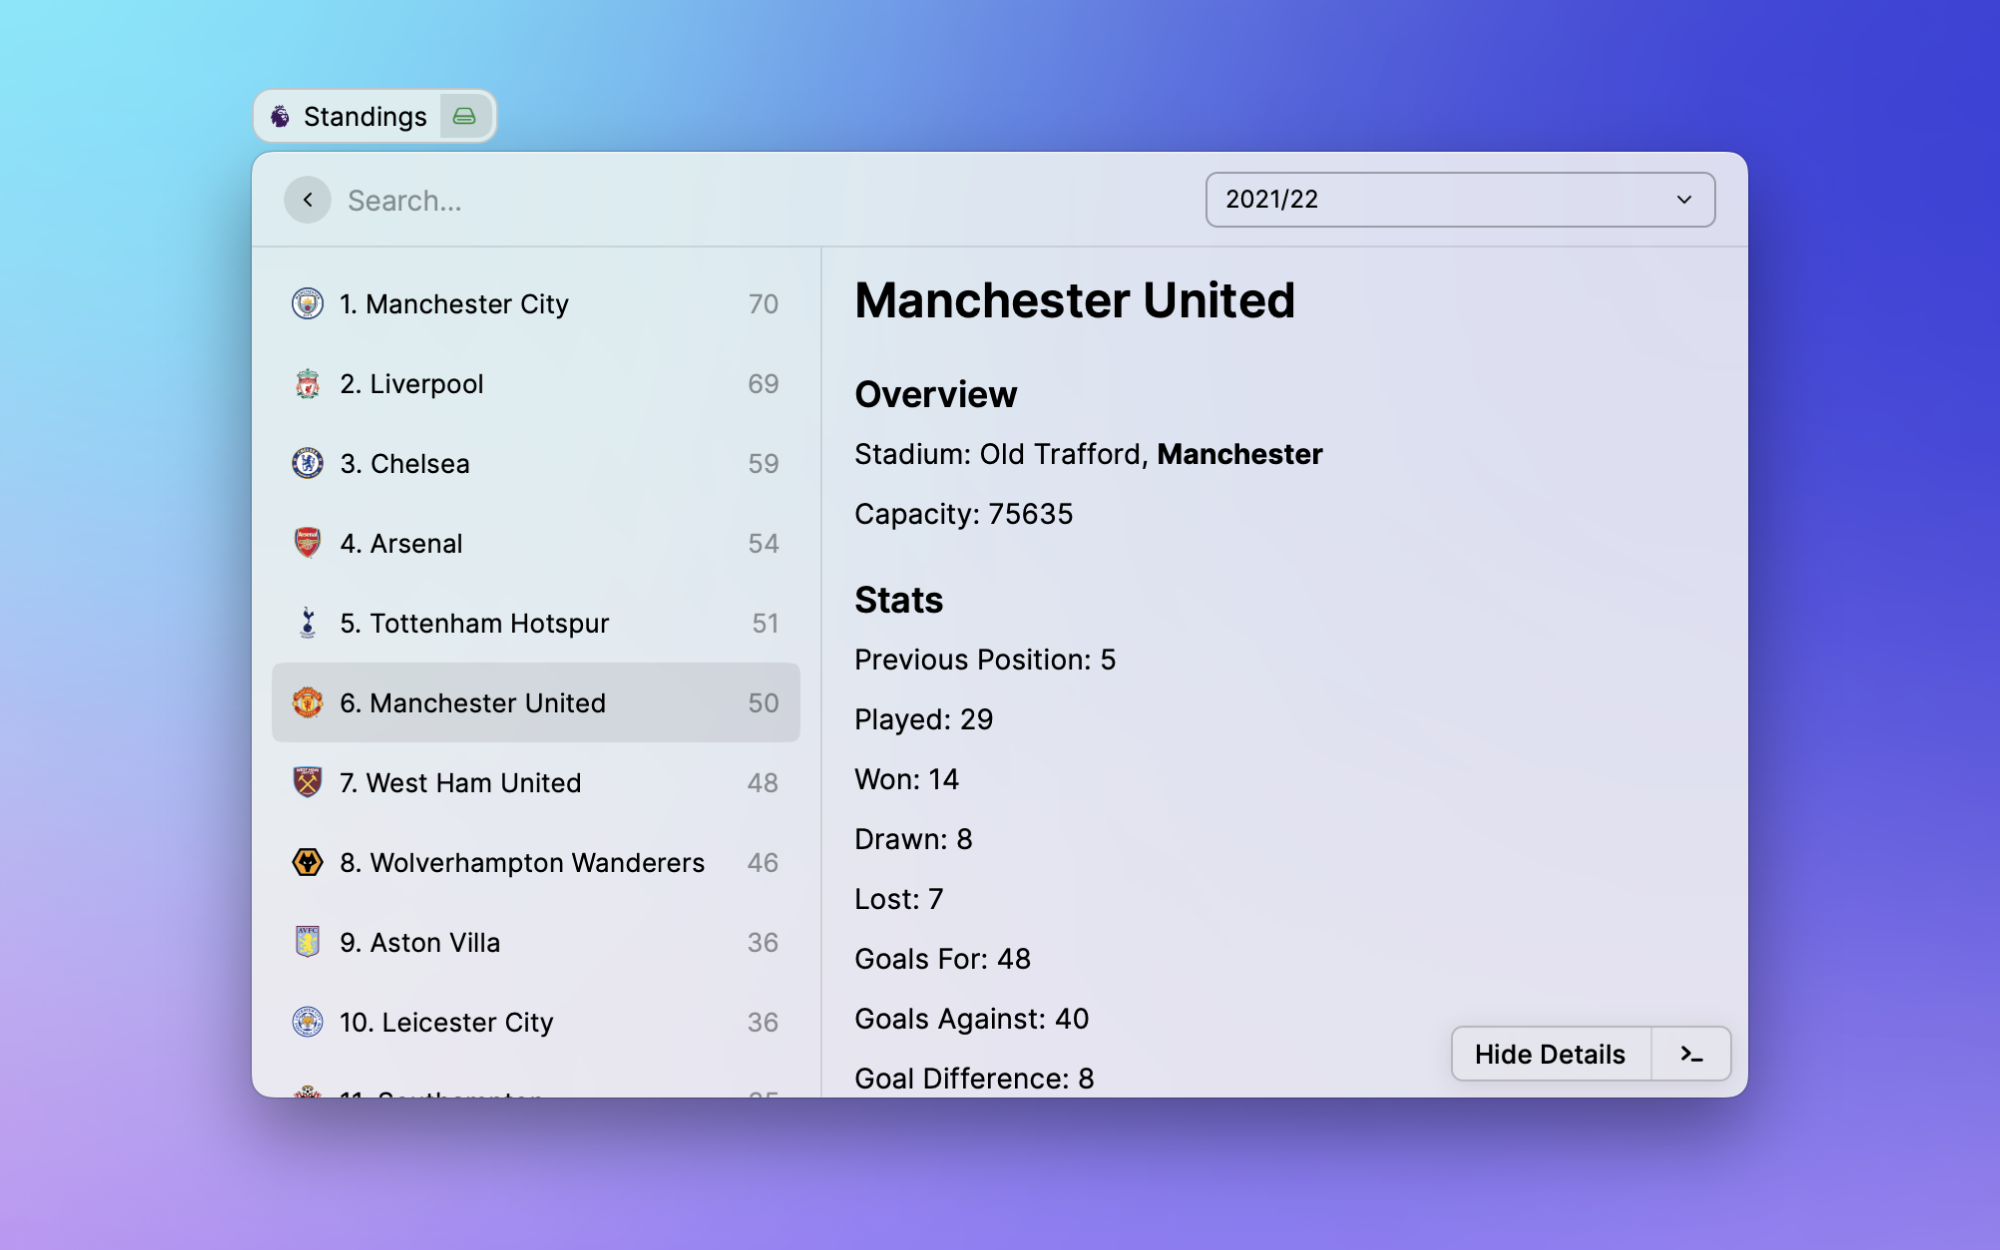 Standings
Search...
2021/22
1. Manchester City 70
2. Liverpool 69
3. Chelsea 59
4. Arsenal 54
5. Tottenham Hotspur 51
6. Manchester United 50
7. West Ham United 48
8. Wolverhampton Wanderers 46
9. Aston Villa 36
10. Leicester City 36
11. Southampton
Manchester United
Overview
Stadium: Old Trafford, Manchester
Capacity: 75635
Stats
Previous Position: 5
Played: 29
Won: 14
Drawn: 8
Lost: 7
Goals For: 48
Goals Against: 40
Goal Difference: 8
Hide Details